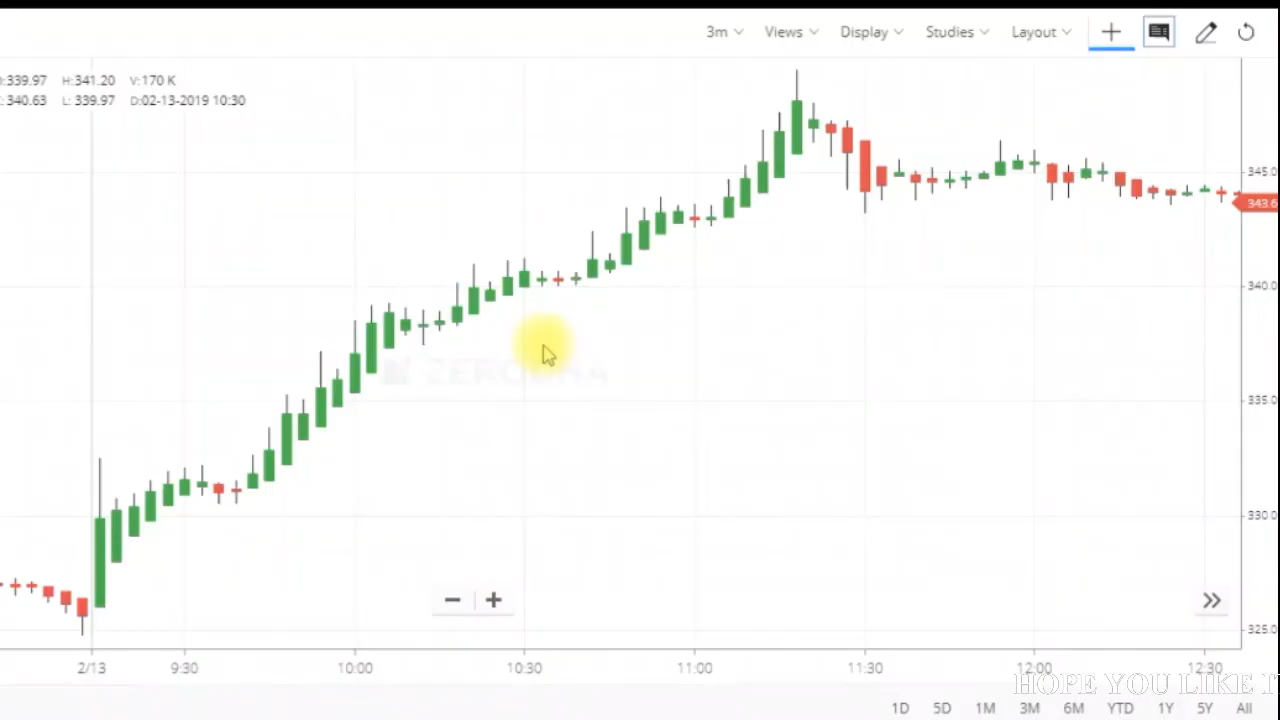 3m Views Display Studies Layout
:339.97 H:341.20 V:170 K
: 340.63 L: 339.97 D:02-13-2019 10:30
345.0
343.6
340.0
ZERODHA
335.0
330.0
325.0
2/13 9:30 10:00 10:30 11:00 11:30 12:00 12:30
HOPE YOU LIKE T
1D 5D 1M 3M 6M YTD 1Y 5Y All